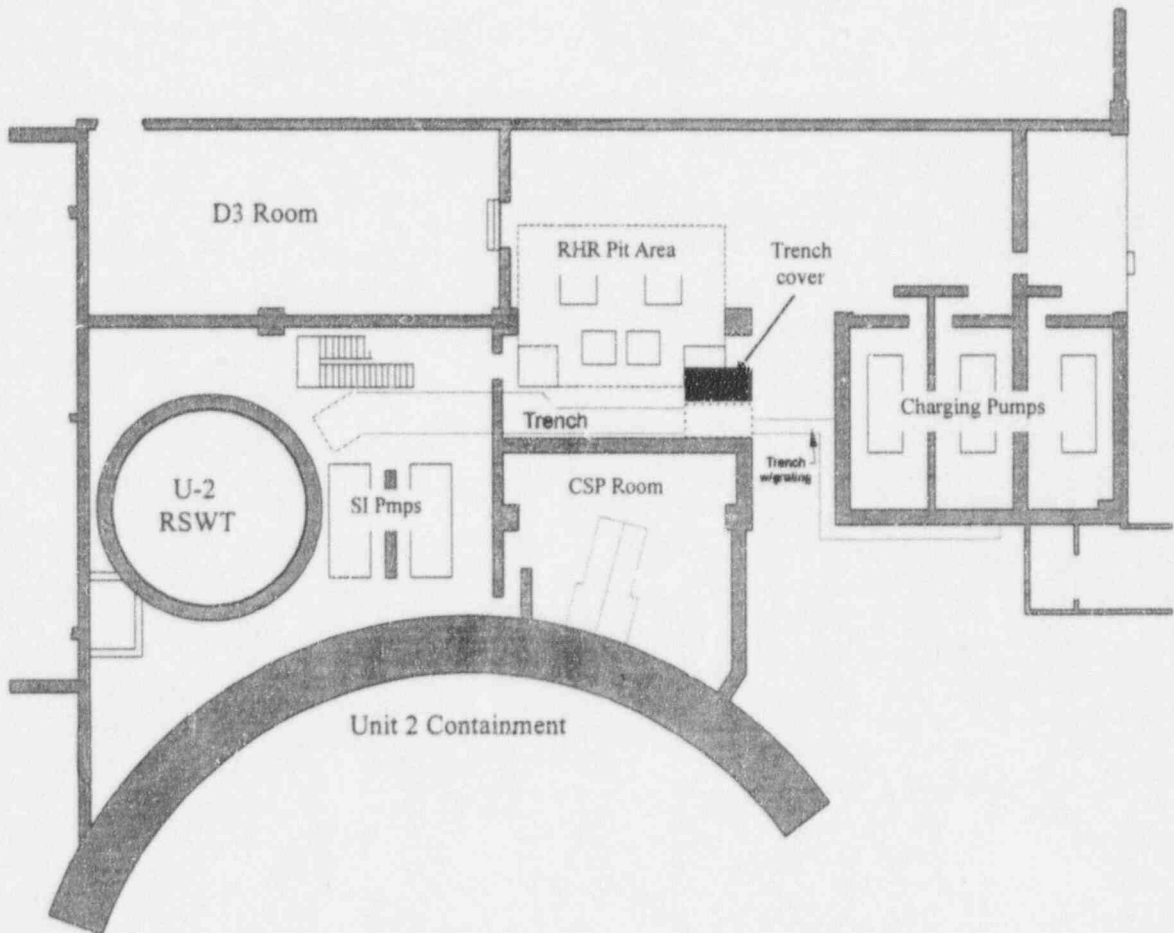 D3 Room
RHR Pit Area
Trench
cover
Trench
Charging Pumps
Trench
w/grating
U-2
RSWT
SI Pmps
CSP Room
Unit 2 Containment